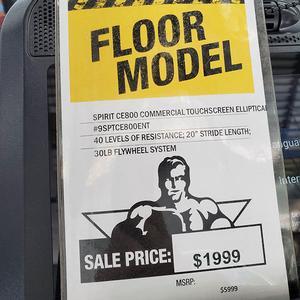 FLOOR
MODEL
SPIRIT CE800 COMMERCIAL TOUCHSCREEN ELLIPTICA
#9SPTCE800ENT
40 LEVELS OF RESISTANCE; 20" STRIDE LENGTH;
30LB FLYWHEEL SYSTEM
SALE PRICE: $1999
MSRP: $5999